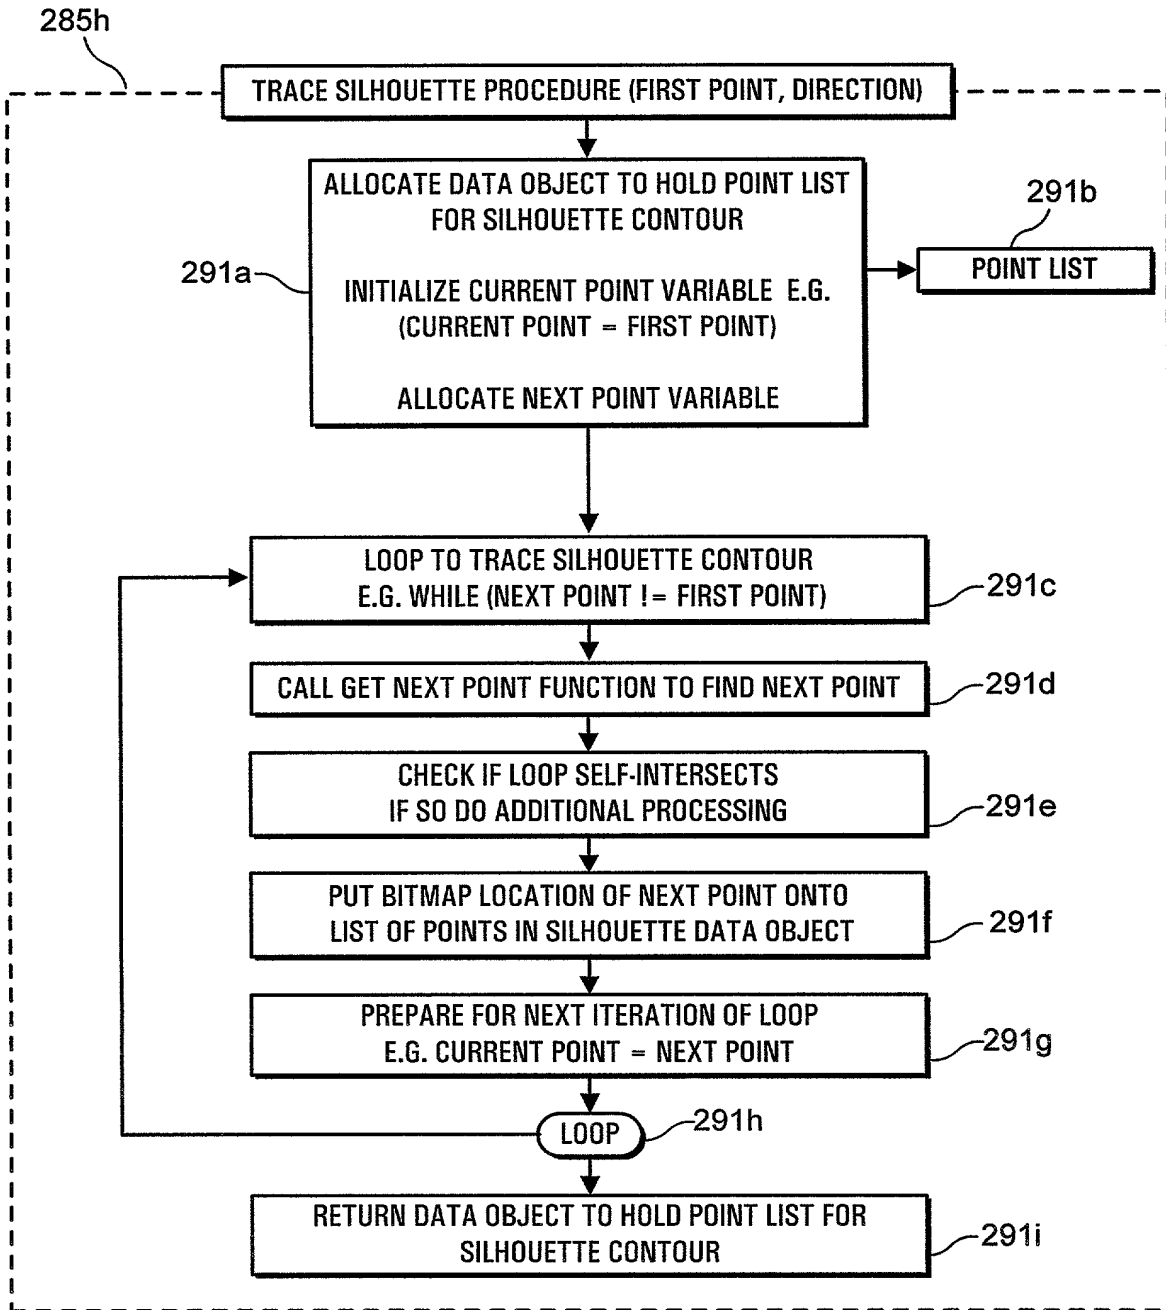 285h
TRACE SILHOUETTE PROCEDURE (FIRST POINT, DIRECTION)
ALLOCATE DATA OBJECT TO HOLD POINT LIST
FOR SILHOUETTE CONTOUR
291b
POINT LIST
291a
INITIALIZE CURRENT POINT VARIABLE E.G.
(CURRENT POINT = FIRST POINT)
ALLOCATE NEXT POINT VARIABLE
LOOP TO TRACE SILHOUETTE CONTOUR
E.G. WHILE (NEXT POINT != FIRST POINT)
291c
CALL GET NEXT POINT FUNCTION TO FIND NEXT POINT
291d
CHECK IF LOOP SELF-INTERSECTS
IF SO DO ADDITIONAL PROCESSING
291e
PUT BITMAP LOCATION OF NEXT POINT ONTO
LIST OF POINTS IN SILHOUETTE DATA OBJECT
291f
PREPARE FOR NEXT ITERATION OF LOOP
E.G. CURRENT POINT = NEXT POINT
291g
LOOP
291h
RETURN DATA OBJECT TO HOLD POINT LIST FOR
SILHOUETTE CONTOUR
291i